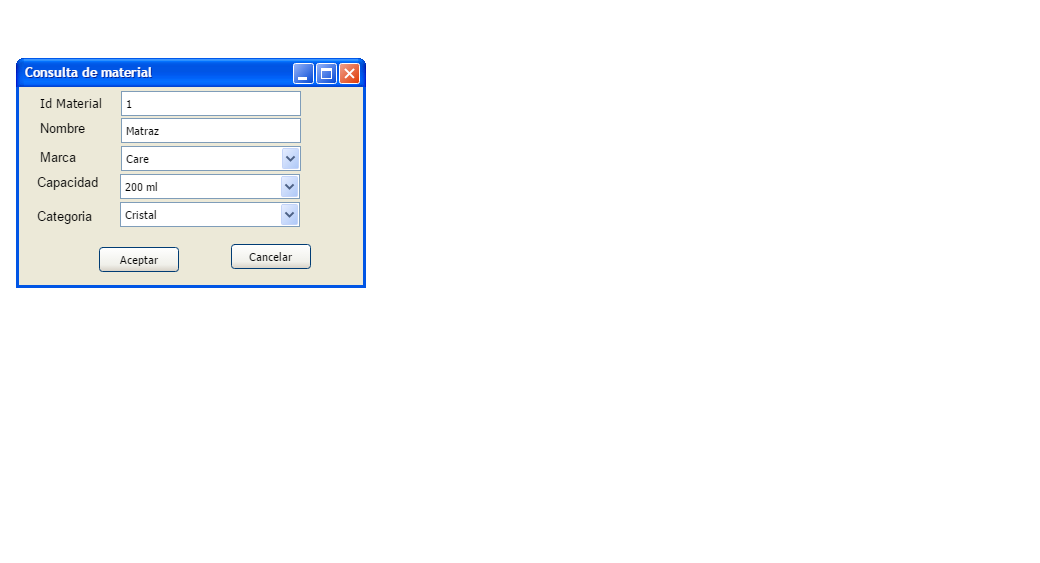 Consulta de material
Id Material 1
Nombre Matraz
Marca Care
Capacidad 200 ml
Categoria Cristal
Aceptar Cancelar